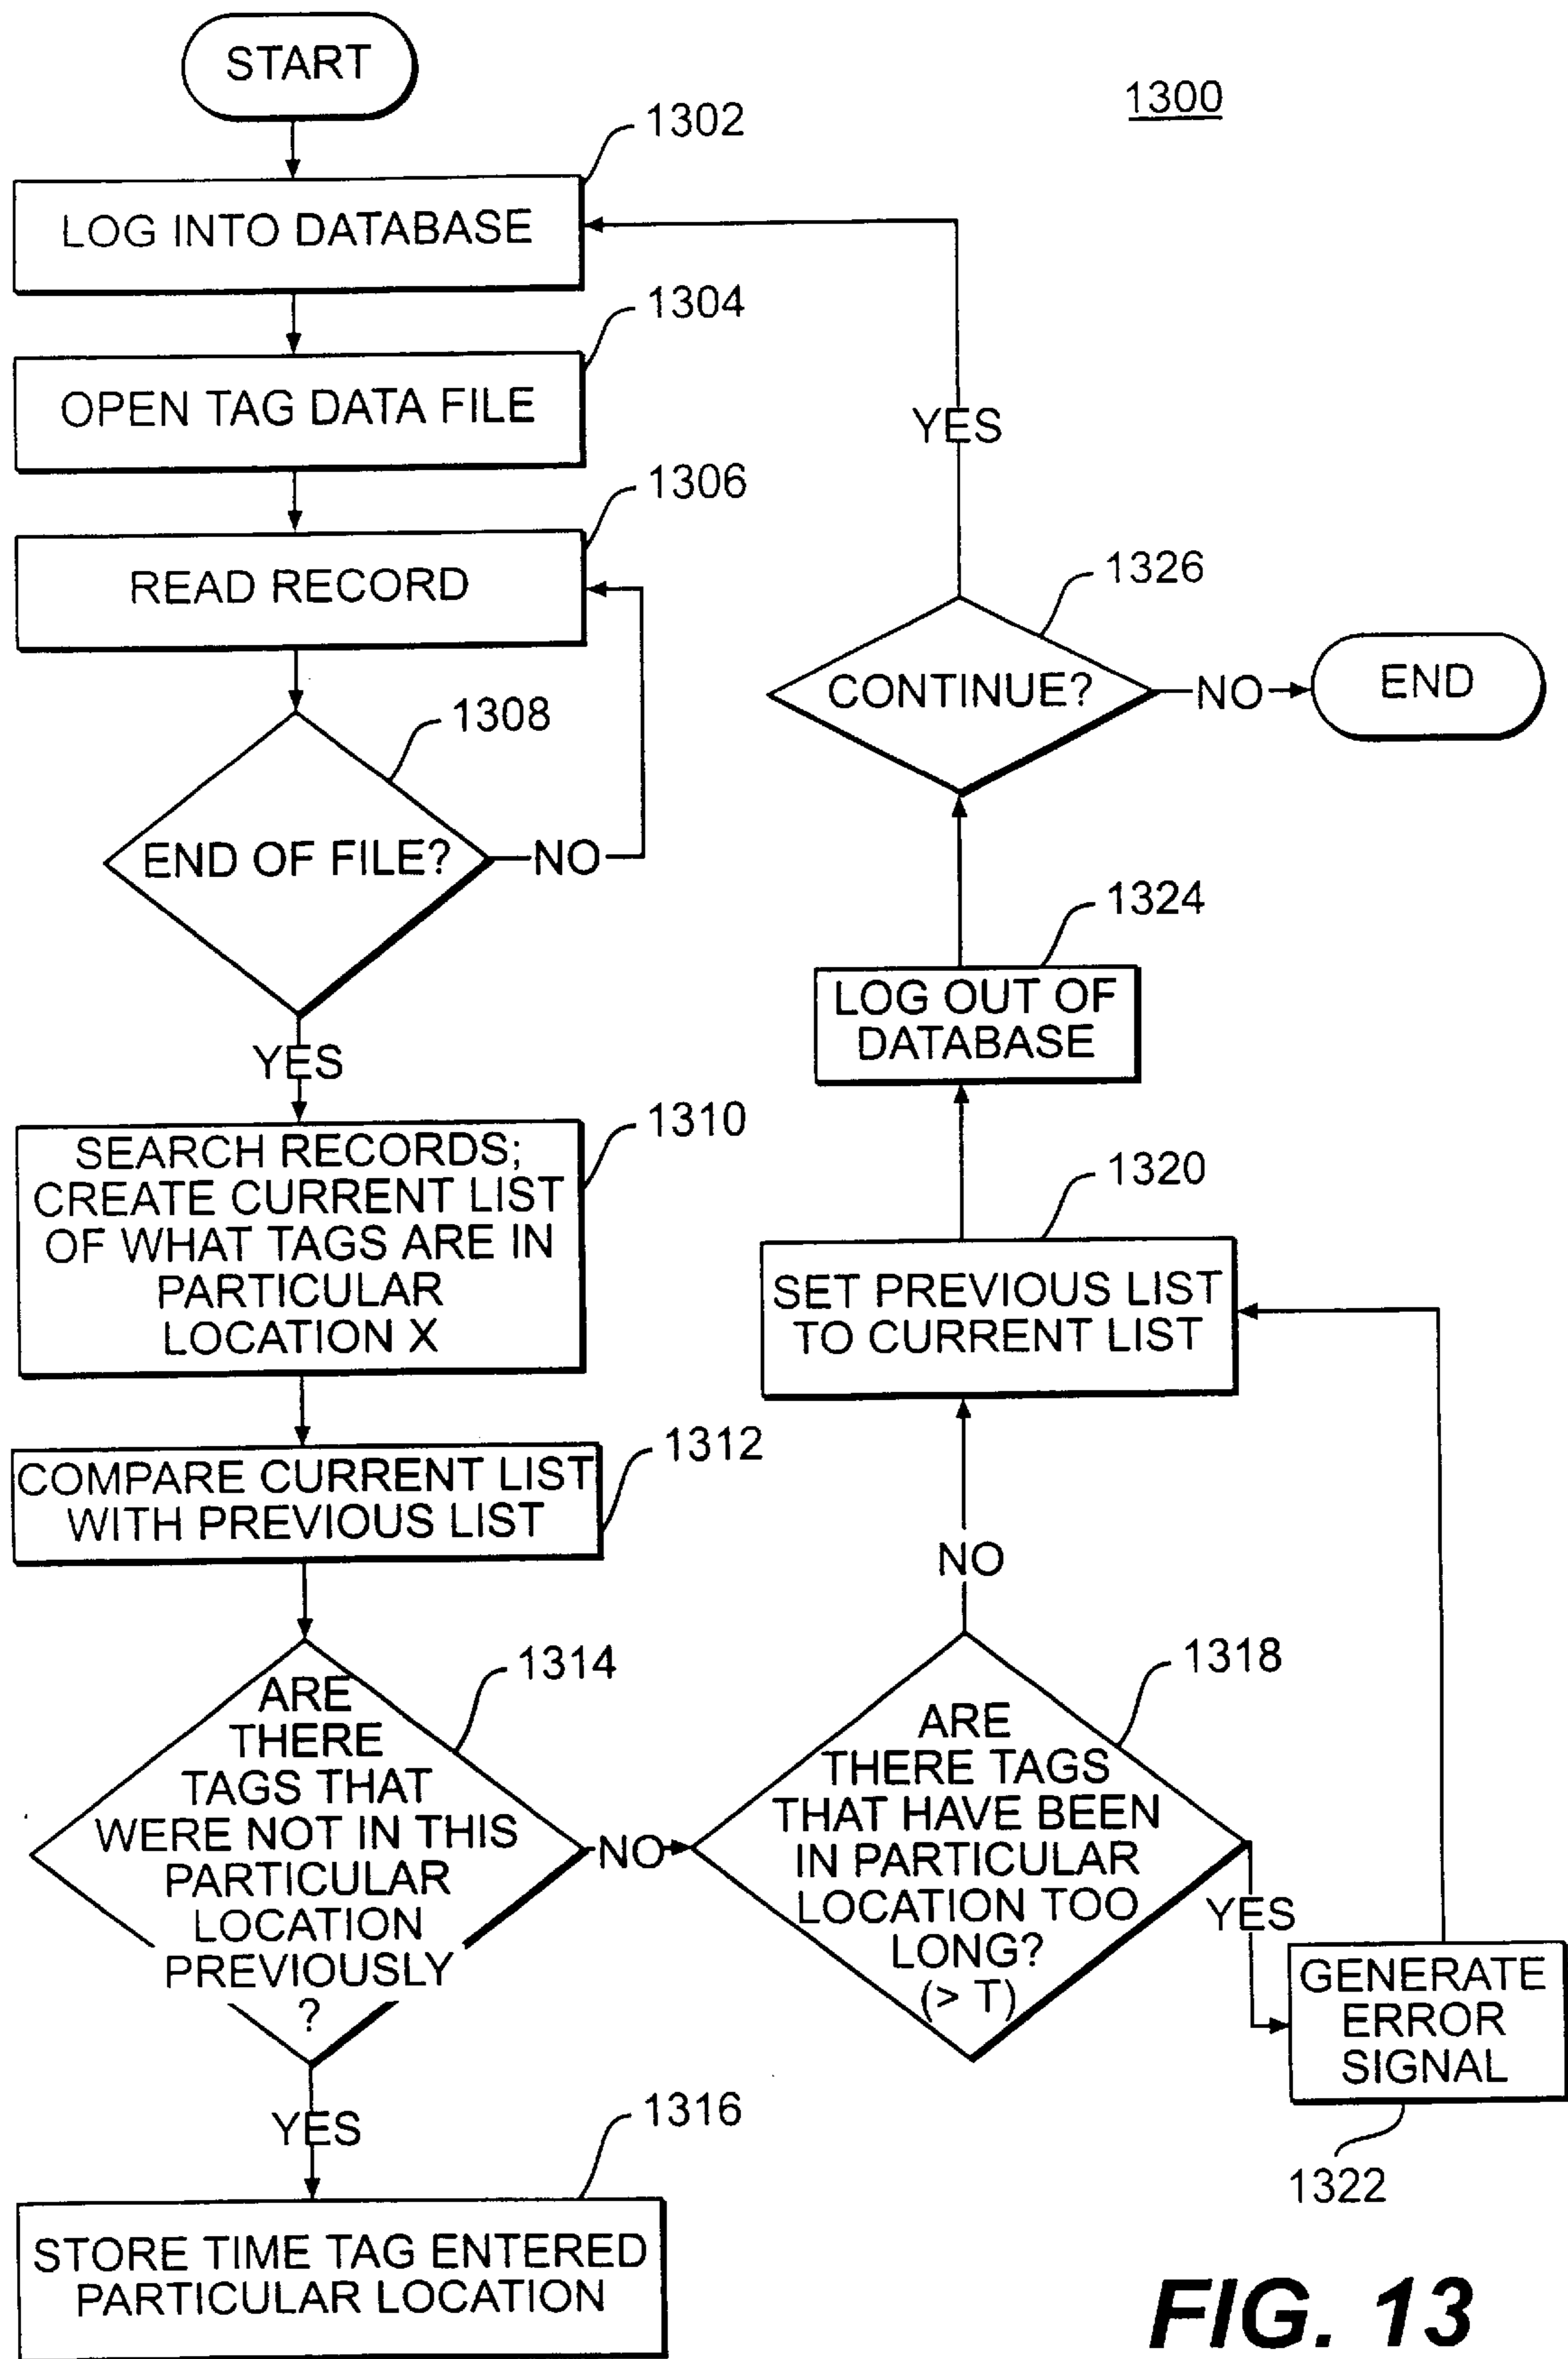 START
1300
1302
LOG INTO DATABASE
1304
OPEN TAG DATA FILE
1306
READ RECORD
1308
END OF FILE?
NO
YES
1310
SEARCH RECORDS;
CREATE CURRENT LIST
OF WHAT TAGS ARE IN
PARTICULAR
LOCATION X
1312
COMPARE CURRENT LIST
WITH PREVIOUS LIST
1314
ARE
THERE
TAGS THAT
WERE NOT IN THIS
PARTICULAR
LOCATION
PREVIOUSLY
?
NO
YES
1316
STORE TIME TAG ENTERED
PARTICULAR LOCATION
1318
ARE
THERE TAGS
THAT HAVE BEEN
IN PARTICULAR
LOCATION TOO
LONG?
(> T)
YES
GENERATE
ERROR
SIGNAL
1322
NO
1320
SET PREVIOUS LIST
TO CURRENT LIST
1324
LOG OUT OF
DATABASE
1326
CONTINUE?
NO
END
YES
FIG. 13